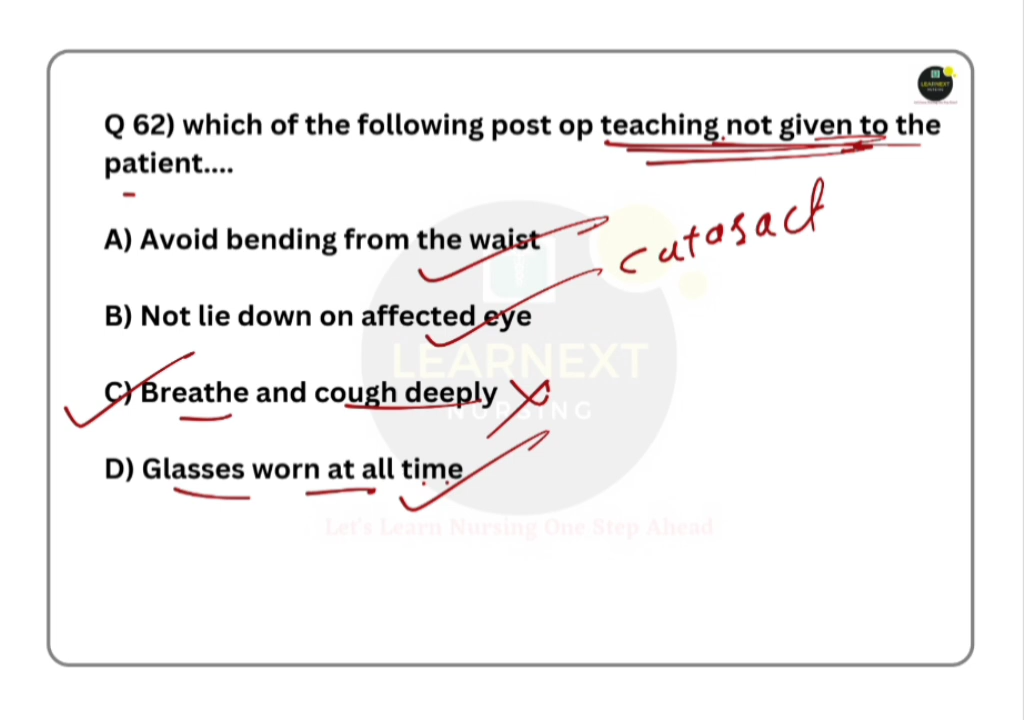 LEARNEXT
Q 62) which of the following post op teaching not given to the
patient....
A) Avoid bending from the waist
catasact
B) Not lie down on affected eye
LEARNEXT
C) Breathe and cough deeply
NURSING
D) Glasses worn at all time
Let's Learn Nursing One Step Ahead